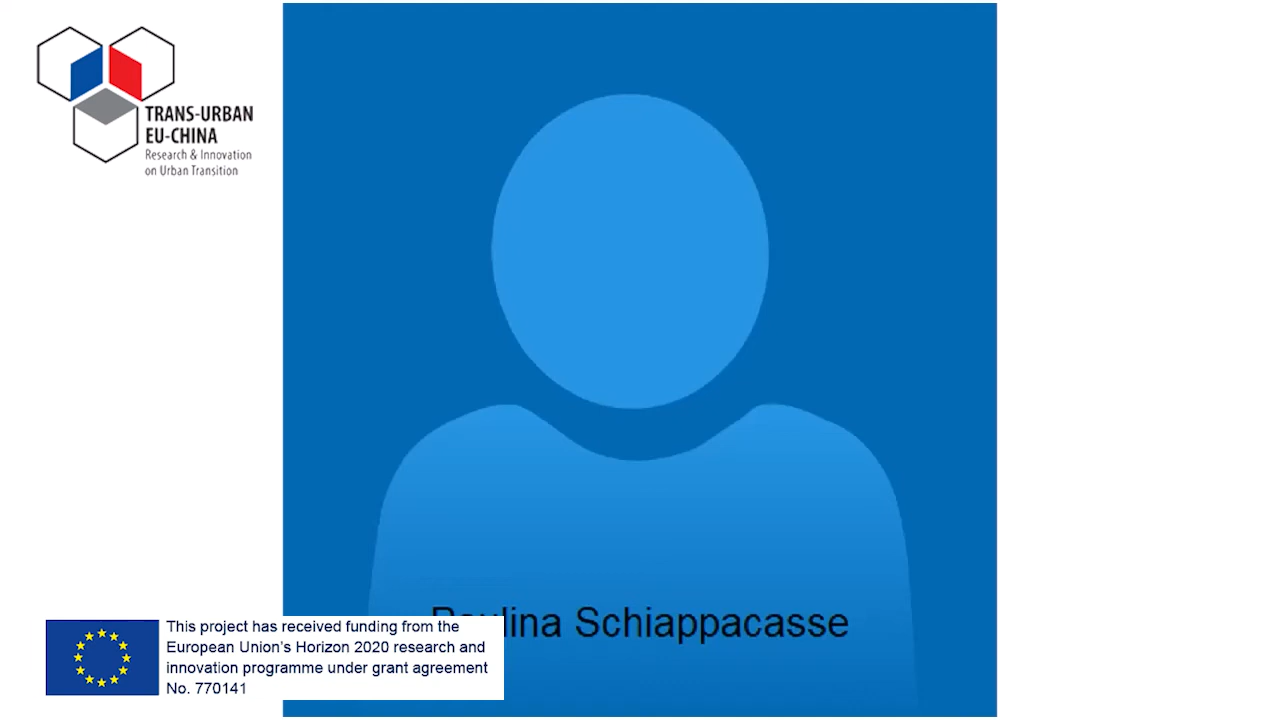 TRANS-URBAN
EU-CHINA
Research & Innovation
on Urban Transition
Paulina Schiappacasse
This project has received funding from the
European Union's Horizon 2020 research and
innovation programme under grant agreement
No. 770141